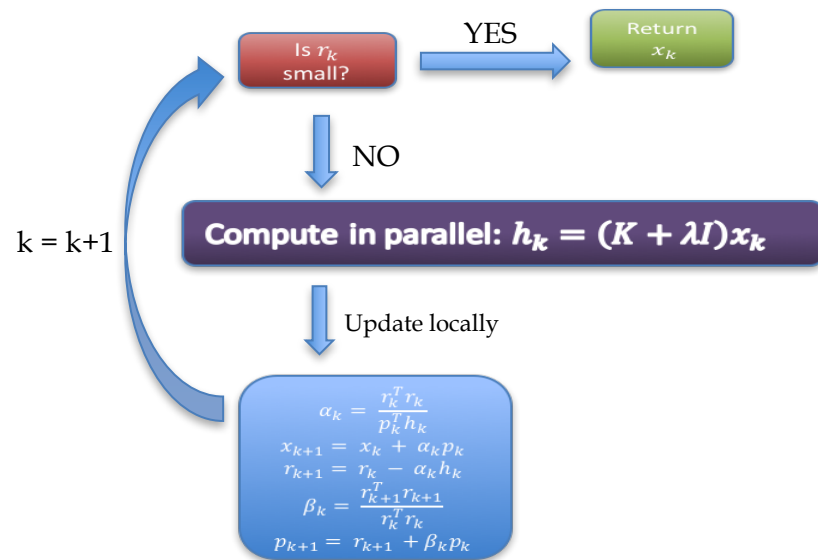 Is r_k
small?
YES
Return
x_k
NO
Compute in parallel: h_k = (K + λI)x_k
k = k+1
Update locally
α_k = r_k^T r_k / p_k^T h_k
x_{k+1} = x_k + α_k p_k
r_{k+1} = r_k − α_k h_k
β_k = r_{k+1}^T r_{k+1} / r_k^T r_k
p_{k+1} = r_{k+1} + β_k p_k